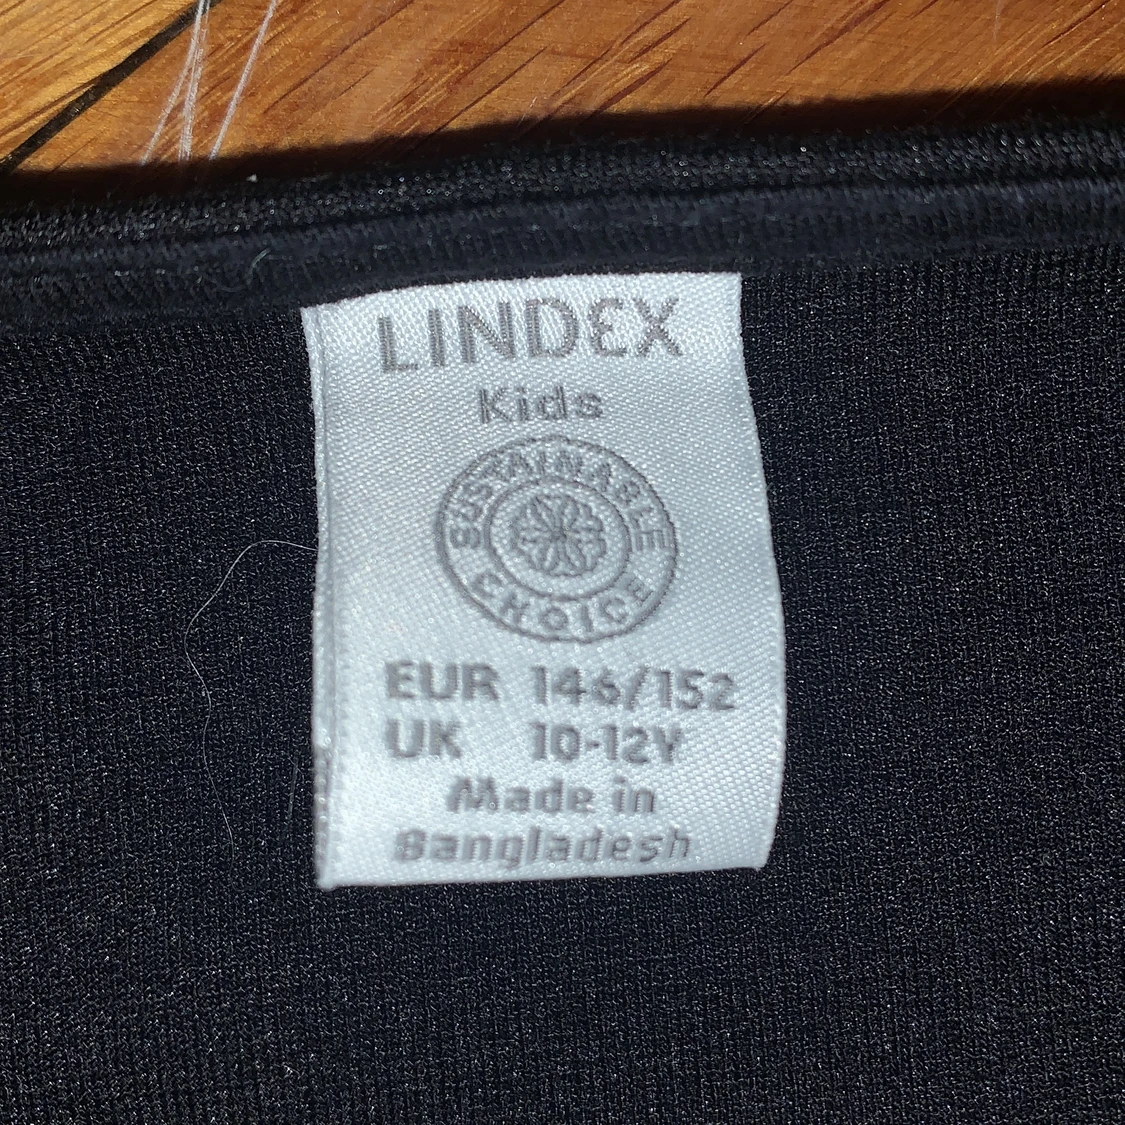 LINDEX
Kids
SUSTAINABLE
CHOICE
EUR 146/152
UK 10-12Y
Made in
Bangladesh